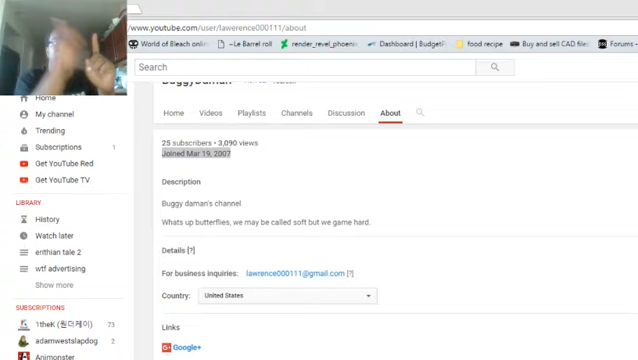 www.youtube.com/user/lawerence000111/about
World of Bleach onlin
~Le Barrel roll
render_revel_phoenix
Dashboard | BudgetP
food recipe
Buy and sell CAD files
Forums -
Search
BuggyDaman
Home Videos Playlists Channels Discussion About
Home
My channel
Trending
Subscriptions 1
Get YouTube Red
Get YouTube TV
LIBRARY
History
Watch later
erithian tale 2
wtf advertising
Show more
SUBSCRIPTIONS
1theK (원더케이) 73
adamwestslapdog 2
Animonster
25 subscribers • 3,090 views
Joined Mar 19, 2007
Description
Buggy daman's channel
Whats up butterflies, we may be called soft but we game hard.
Details [?]
For business inquiries: lawrence000111@gmail.com [?]
Country: United States
Links
Google+